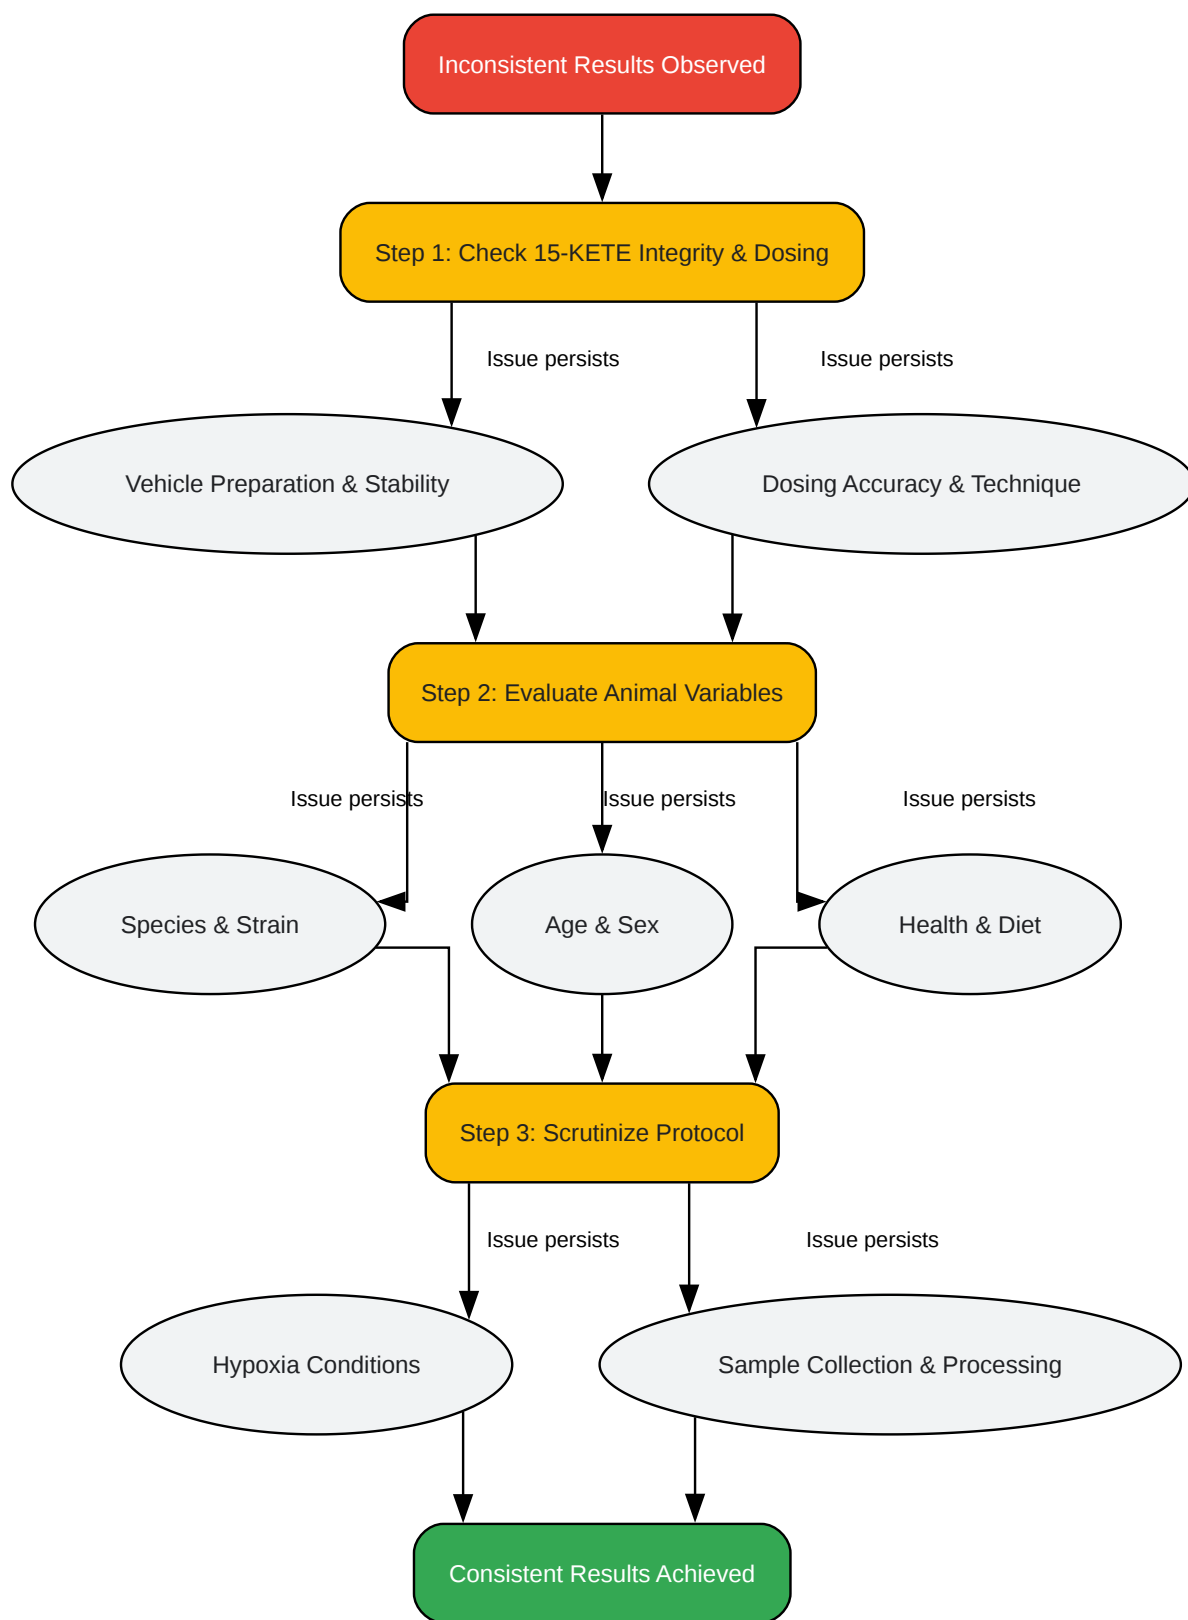 Inconsistent Results Observed
Step 1: Check 15-KETE Integrity & Dosing
Issue persists
Issue persists
Vehicle Preparation & Stability
Dosing Accuracy & Technique
Step 2: Evaluate Animal Variables
Issue persists
Issue persists
Issue persists
Species & Strain
Age & Sex
Health & Diet
Step 3: Scrutinize Protocol
Issue persists
Issue persists
Hypoxia Conditions
Sample Collection & Processing
Consistent Results Achieved